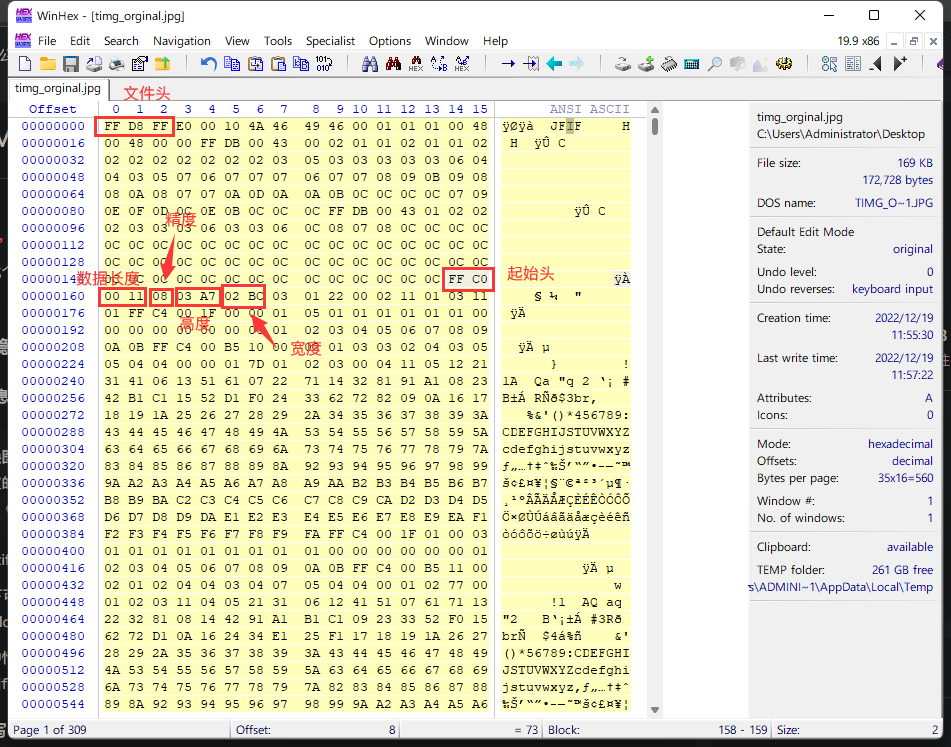 WinHex - [timg_orginal.jpg]
File Edit Search Navigation View Tools Specialist Options Window Help 19.9 x86
timg_orginal.jpg
文件头
Offset 0 1 2 3 4 5 6 7 8 9 10 11 12 13 14 15 ANSI ASCII
00000000 FF D8 FF E0 00 10 4A 46 49 46 00 01 01 01 00 48 ÿØÿà JFIF H
00000016 00 48 00 00 FF DB 00 43 00 02 01 01 02 01 01 02 H ÿÛ C
00000032 02 02 02 02 02 02 02 03 05 03 03 03 03 03 06 04
00000048 04 03 05 07 06 07 07 07 06 07 07 08 09 0B 09 08
00000064 08 0A 08 07 07 0A 0D 0A 0A 0B 0C 0C 0C 0C 07 09
00000080 0E 0F 0D 0C 0E 0B 0C 0C 0C FF DB 00 43 01 02 02 ÿÛ C
精度
00000096 02 03 03 03 06 03 03 06 0C 08 07 08 0C 0C 0C 0C
00000112 0C 0C 0C 0C 0C 0C 0C 0C 0C 0C 0C 0C 0C 0C 0C 0C
00000128 0C 0C 0C 0C 0C 0C 0C 0C 0C 0C 0C 0C 0C 0C 0C 0C
数据长度
0C 0C 0C 0C 0C 0C 0C 0C 0C 0C 0C 0C FF C0 ÿÀ
起始头
00000160 00 11 08 03 A7 02 BC 03 01 22 00 02 11 01 03 11 § ¼ "
00000176 01 FF C4 00 1F 00 00 01 05 01 01 01 01 01 01 00 ÿÄ
高度
00000192 00 00 00 00 00 00 00 00 01 02 03 04 05 06 07 08 09
00000208 0A 0B FF C4 00 B5 10 00 01 03 03 02 04 03 05 ÿÄ µ
宽度
00000224 05 04 04 00 00 01 7D 01 02 03 00 04 11 05 12 21 } !
00000240 31 41 06 13 51 61 07 22 71 14 32 81 91 A1 08 23 1A Qa "q 2 ‘¡ #
00000256 42 B1 C1 15 52 D1 F0 24 33 62 72 82 09 0A 16 17 B±Á RÑð$3br‚
00000272 18 19 1A 25 26 27 28 29 2A 34 35 36 37 38 39 3A %&'()*456789:
00000288 43 44 45 46 47 48 49 4A 53 54 55 56 57 58 59 5A CDEFGHIJSTUVWXYZ
00000304 63 64 65 66 67 68 69 6A 73 74 75 76 77 78 79 7A cdefghijstuvwxyz
00000320 83 84 85 86 87 88 89 8A 92 93 94 95 96 97 98 99 ƒ„…†‡ˆ‰Š’“”•–—˜™
00000336 9A A2 A3 A4 A5 A6 A7 A8 A9 AA B2 B3 B4 B5 B6 B7 š¢£¤¥¦§¨©ª²³´µ¶·
00000352 B8 B9 BA C2 C3 C4 C5 C6 C7 C8 C9 CA D2 D3 D4 D5 ¸¹ºÂÃÄÅÆÇÈÉÊÒÓÔÕ
00000368 D6 D7 D8 D9 DA E1 E2 E3 E4 E5 E6 E7 E8 E9 EA F1 Ö×ØÙÚáâãäåæçèéêñ
00000384 F2 F3 F4 F5 F6 F7 F8 F9 FA FF C4 00 1F 01 00 03 òóôõö÷øùúÿÄ
00000400 01 01 01 01 01 01 01 01 01 00 00 00 00 00 00 01
00000416 02 03 04 05 06 07 08 09 0A 0B FF C4 00 B5 11 00 ÿÄ µ
00000432 02 01 02 04 04 03 04 07 05 04 04 00 01 02 77 00 w
00000448 01 02 03 11 04 05 21 31 06 12 41 51 07 61 71 13 !1 AQ aq
00000464 22 32 81 08 14 42 91 A1 B1 C1 09 23 33 52 F0 15 "2 B‘¡±Á #3Rð
00000480 62 72 D1 0A 16 24 34 E1 25 F1 17 18 19 1A 26 27 brÑ $4á%ñ &'
00000496 28 29 2A 35 36 37 38 39 3A 43 44 45 46 47 48 49 ()*56789:CDEFGHI
00000512 4A 53 54 55 56 57 58 59 5A 63 64 65 66 67 68 69 JSTUVWXYZcdefghi
00000528 6A 73 74 75 76 77 78 79 7A 82 83 84 85 86 87 88 jstuvwxyz‚ƒ„…†‡ˆ
00000544 89 8A 92 93 94 95 96 97 98 99 9A A2 A3 A4 A5 A6 ‰Š’“”•–—˜™š¢£¤¥¦
timg_orginal.jpg
C:\Users\Administrator\Desktop
File size: 169 KB
172,728 bytes
DOS name: TIMG_O~1.JPG
Default Edit Mode
State: original
Undo level: 0
Undo reverses: keyboard input
Creation time: 2022/12/19
11:55:30
Last write time: 2022/12/19
11:57:22
Attributes: A
Icons: 0
Mode: hexadecimal
Offsets: decimal
Bytes per page: 35x16=560
Window #: 1
No. of windows: 1
Clipboard: available
TEMP folder: 261 GB free
s\ADMINI~1\AppData\Local\Temp
Page 1 of 309 Offset: 8 = 73 Block: 158 - 159 Size: 2